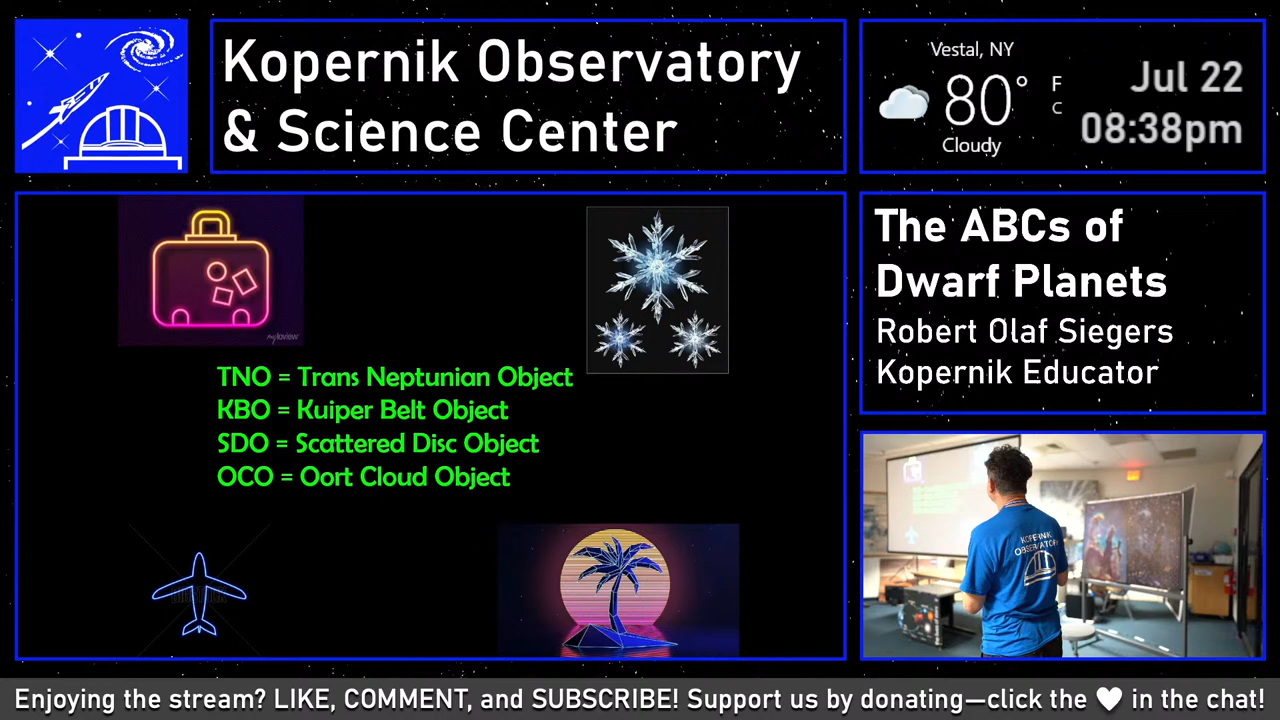 Kopernik Observatory
& Science Center
Vestal, NY
80°
F
C
Cloudy
Jul 22
08:38pm
TNO = Trans Neptunian Object
KBO = Kuiper Belt Object
SDO = Scattered Disc Object
OCO = Oort Cloud Object
The ABCs of
Dwarf Planets
Robert Olaf Siegers
Kopernik Educator
KOPERNIK
OBSERVATORY
Enjoying the stream? LIKE, COMMENT, and SUBSCRIBE! Support us by donating—click the ♥ in the chat!